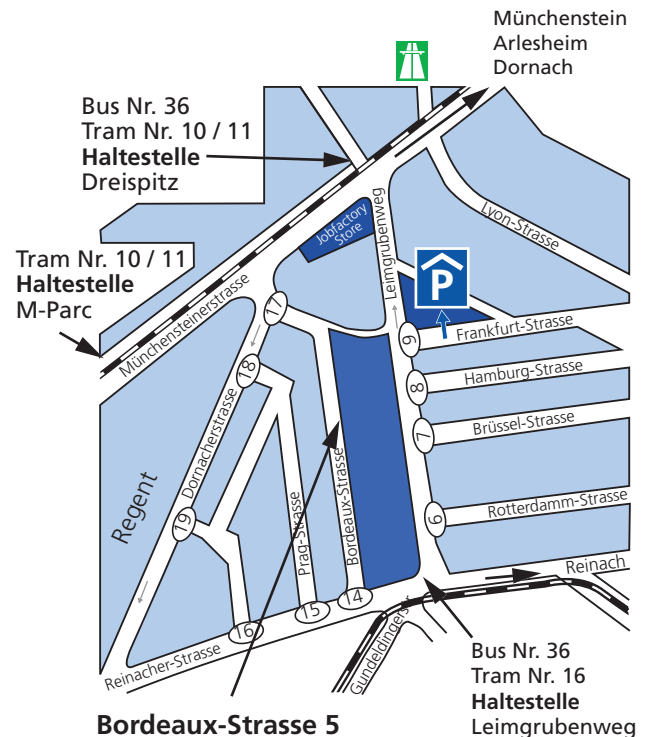 Münchenstein
Arlesheim
Dornach
Bus Nr. 36
Tram Nr. 10 / 11
Haltestelle
Dreispitz
Tram Nr. 10 / 11
Haltestelle
M-Parc
Münchensteinerstrasse
Jobfactory
Store
Leimgrubenweg
Lyon-Strasse
P
Frankfurt-Strasse
9
17
18
8
Hamburg-Strasse
7
Brüssel-Strasse
Dornacherstrasse
Regent
19
Prag-Strasse
Bordeaux-Strasse
6
Rotterdamm-Strasse
Reinach
14
15
16
Reinacher-Strasse
Gundeldingerstr
Bus Nr. 36
Tram Nr. 16
Haltestelle
Leimgrubenweg
Bordeaux-Strasse 5